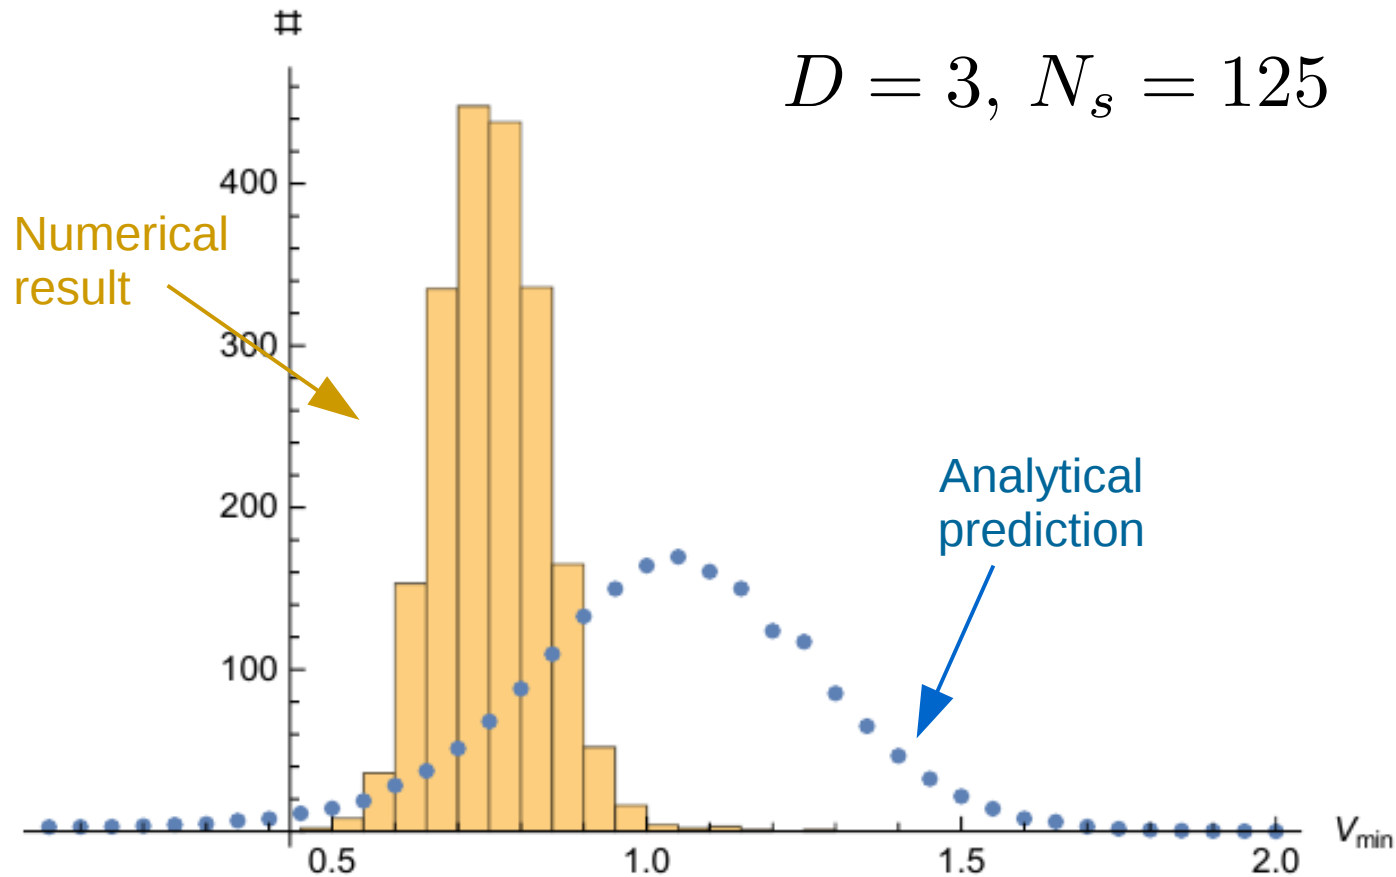 #
D = 3, N_s = 125
400
Numerical
result
300
200
Analytical
prediction
100
0.5 1.0 1.5 2.0
V_min